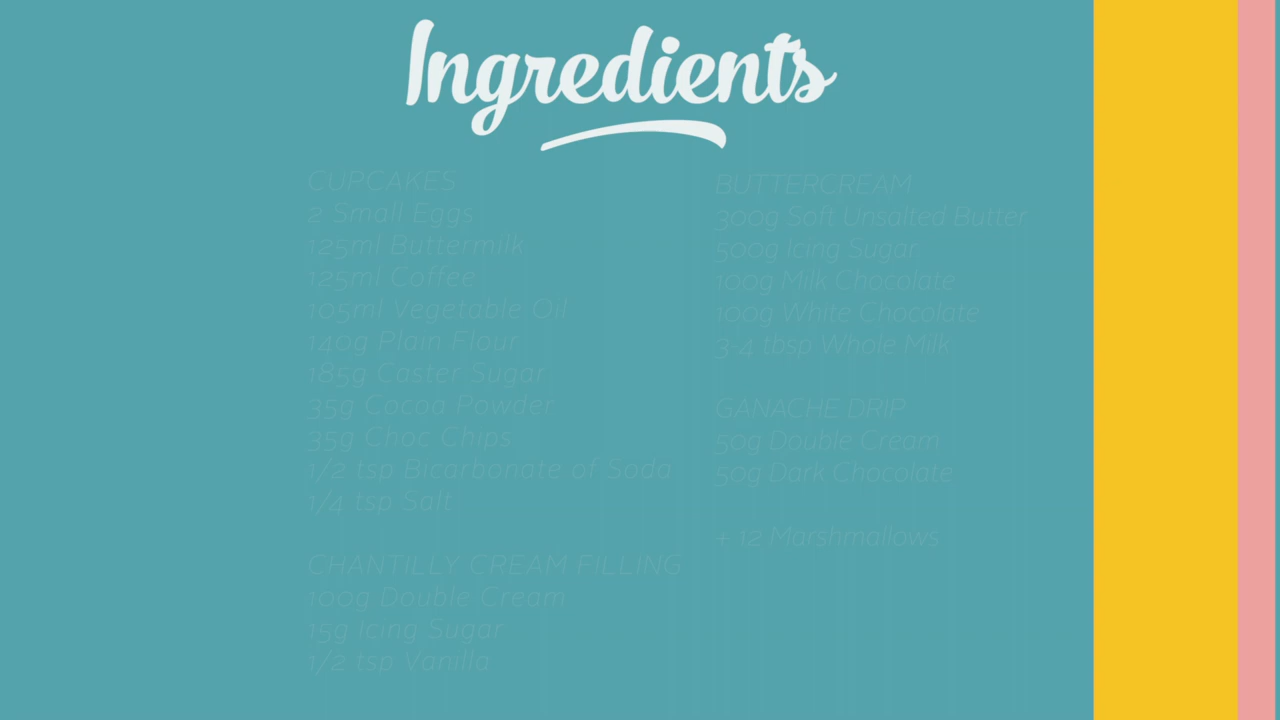 Ingredients
CUPCAKES
2 Small Eggs
125ml Buttermilk
125ml Coffee
105ml Vegetable Oil
140g Plain Flour
185g Caster Sugar
35g Cocoa Powder
35g Choc Chips
1/2 tsp Bicarbonate of Soda
1/4 tsp Salt
CHANTILLY CREAM FILLING
100g Double Cream
15g Icing Sugar
1/2 tsp Vanilla
BUTTERCREAM
300g Soft Unsalted Butter
500g Icing Sugar
100g Milk Chocolate
100g White Chocolate
3-4 tbsp Whole Milk
GANACHE DRIP
50g Double Cream
50g Dark Chocolate
+ 12 Marshmallows